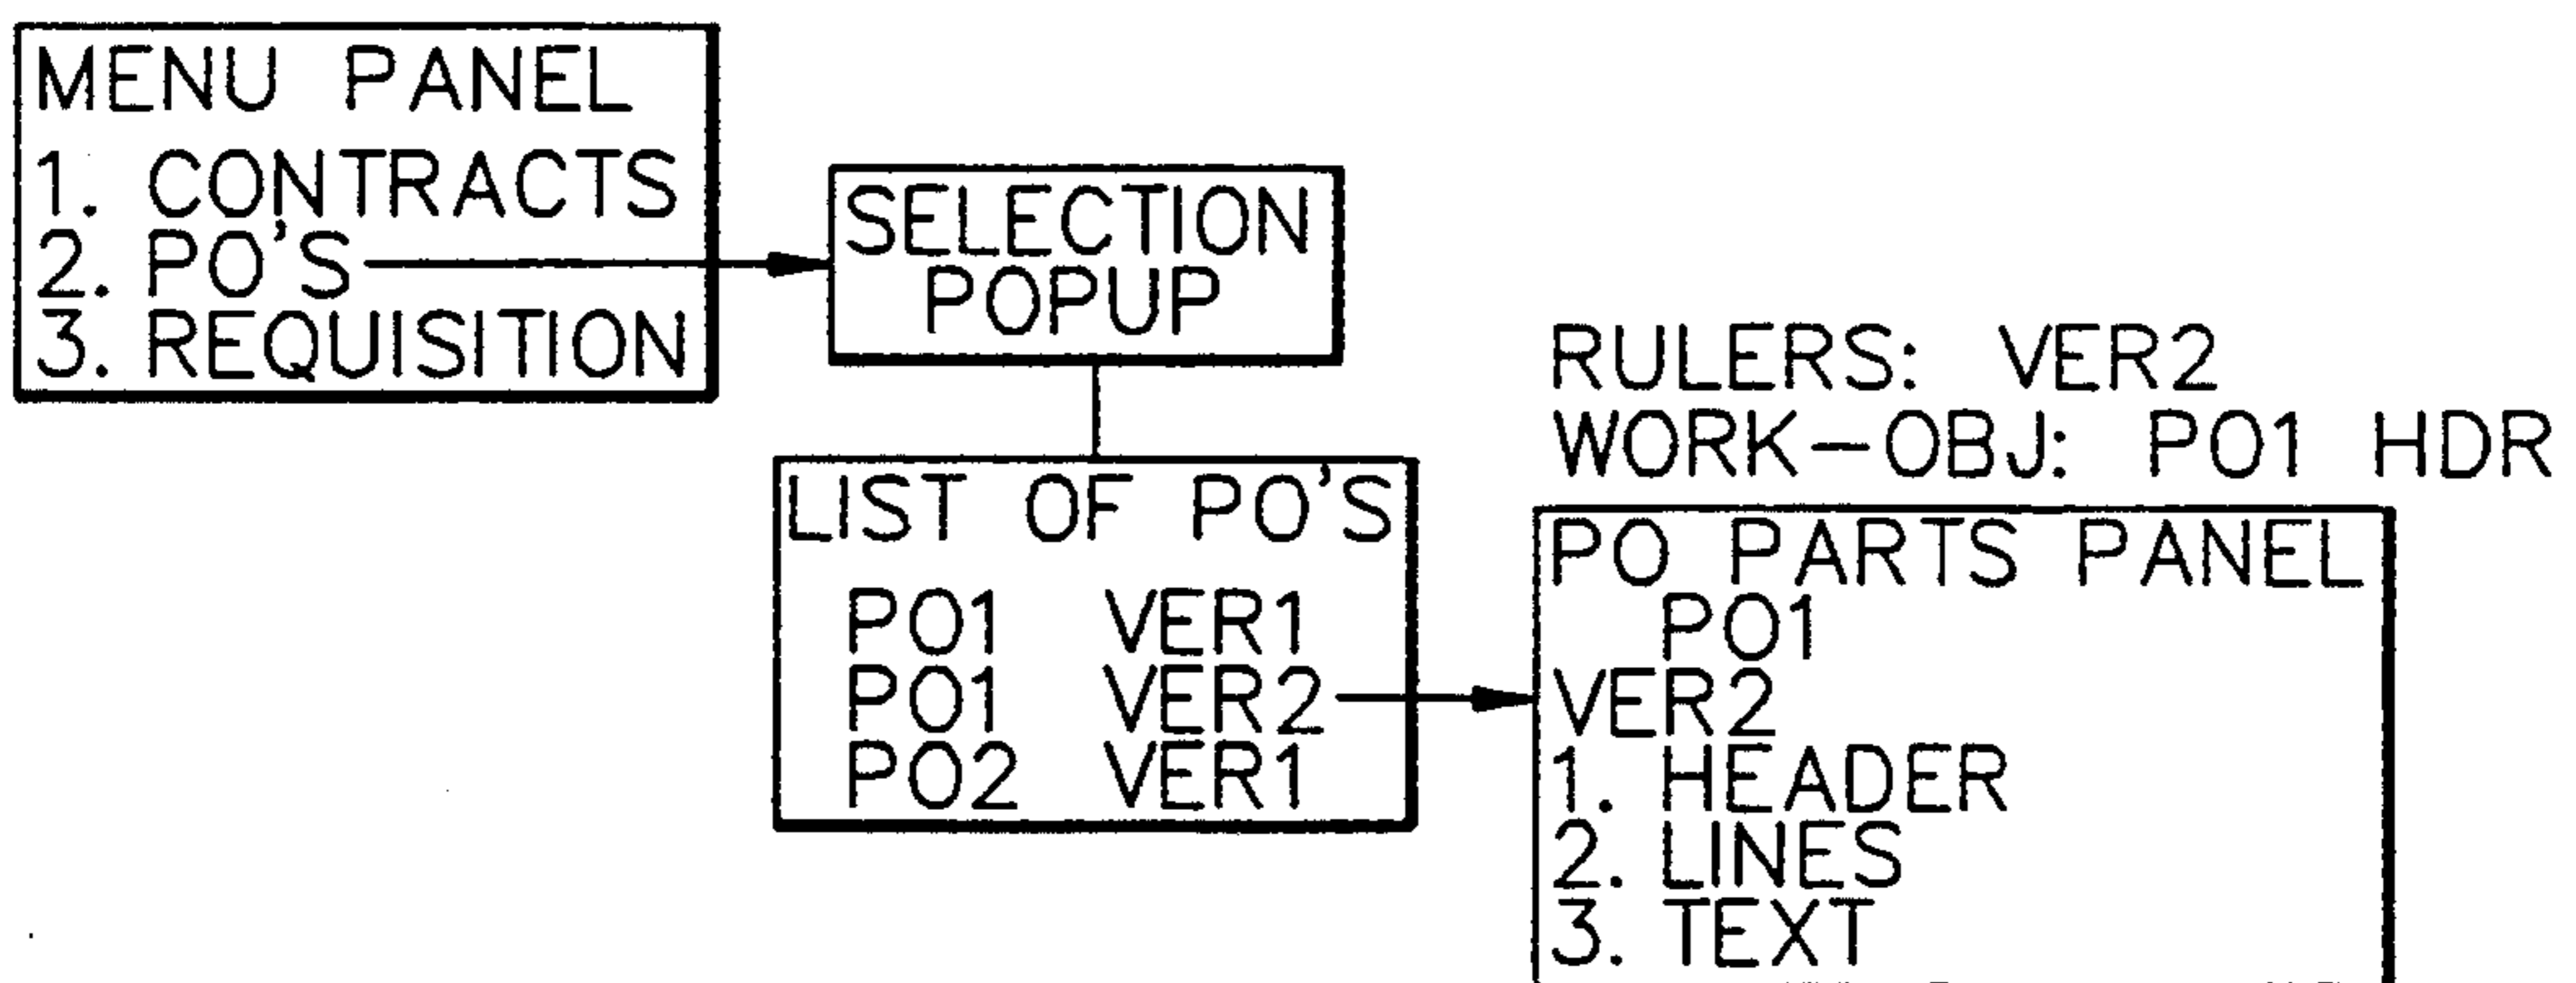 MENU PANEL
1. CONTRACTS
2. PO'S
3. REQUISITION
SELECTION
POPUP
LIST OF PO'S
PO1 VER1
PO1 VER2
PO2 VER1
RULERS: VER2
WORK-OBJ: PO1 HDR
PO PARTS PANEL
PO1
VER2
1. HEADER
2. LINES
3. TEXT